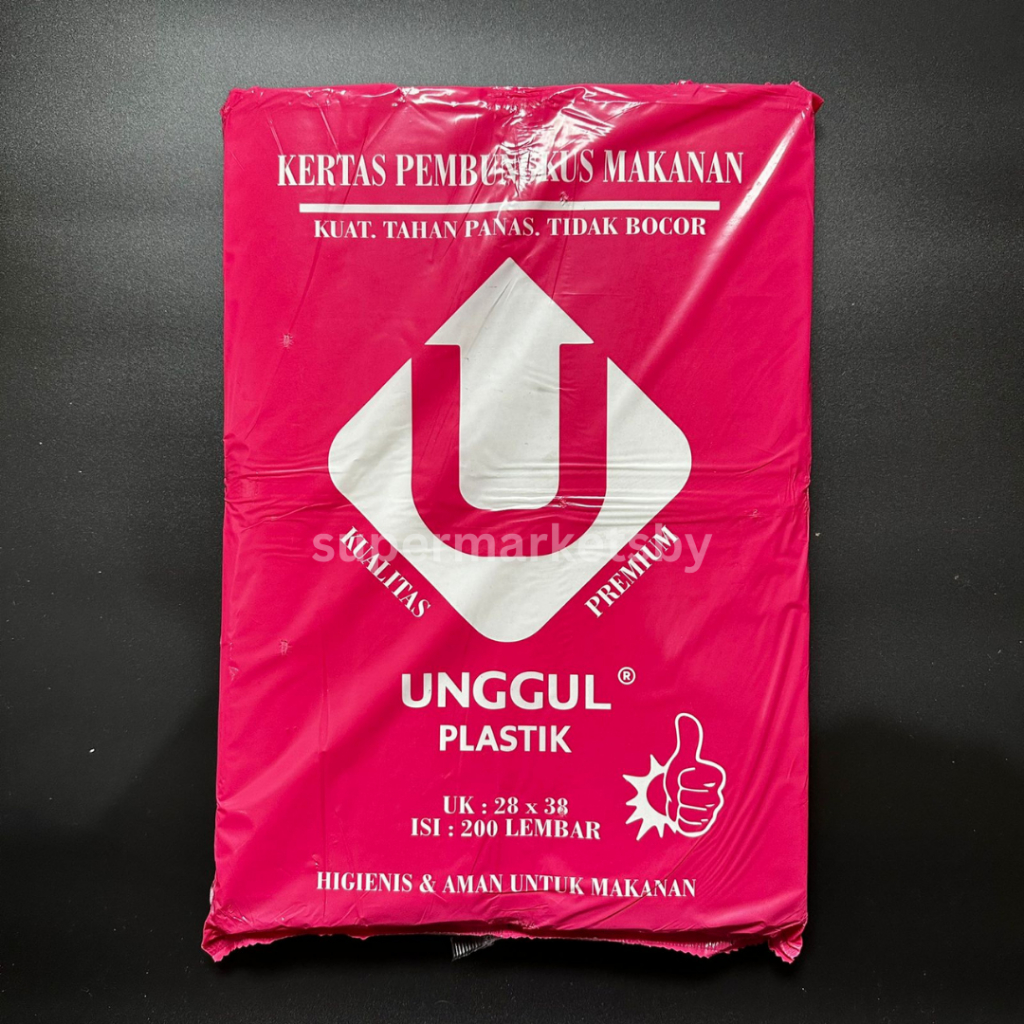 KERTAS PEMBUNGKUS MAKANAN
KUAT. TAHAN PANAS. TIDAK BOCOR
U
supermarketsby
KUALITAS
PREMIUM
UNGGUL ®
PLASTIK
UK : 28 x 38
ISI : 200 LEMBAR
HIGIENIS & AMAN UNTUK MAKANAN